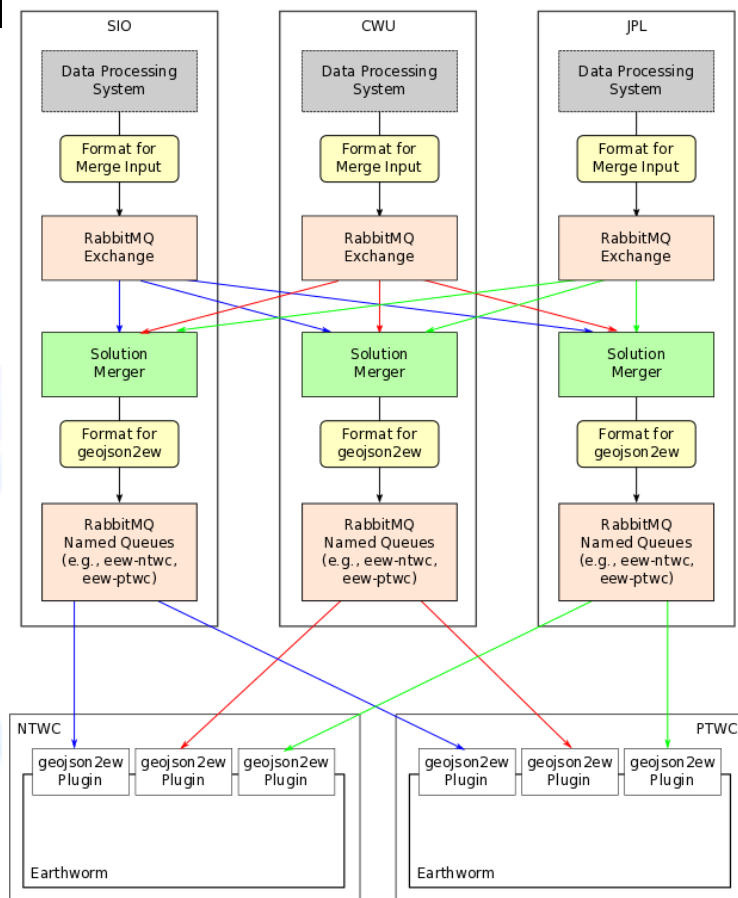 SIO
CWU
JPL
Data Processing
System
Data Processing
System
Data Processing
System
Format for
Merge Input
Format for
Merge Input
Format for
Merge Input
RabbitMQ
Exchange
RabbitMQ
Exchange
RabbitMQ
Exchange
Solution
Merger
Solution
Merger
Solution
Merger
Format for
geojson2ew
Format for
geojson2ew
Format for
geojson2ew
RabbitMQ
Named Queues
(e.g., eew-ntwc,
eew-ptwc)
RabbitMQ
Named Queues
(e.g., eew-ntwc,
eew-ptwc)
RabbitMQ
Named Queues
(e.g., eew-ntwc,
eew-ptwc)
NTWC
PTWC
geojson2ew
Plugin
geojson2ew
Plugin
geojson2ew
Plugin
geojson2ew
Plugin
geojson2ew
Plugin
geojson2ew
Plugin
Earthworm
Earthworm